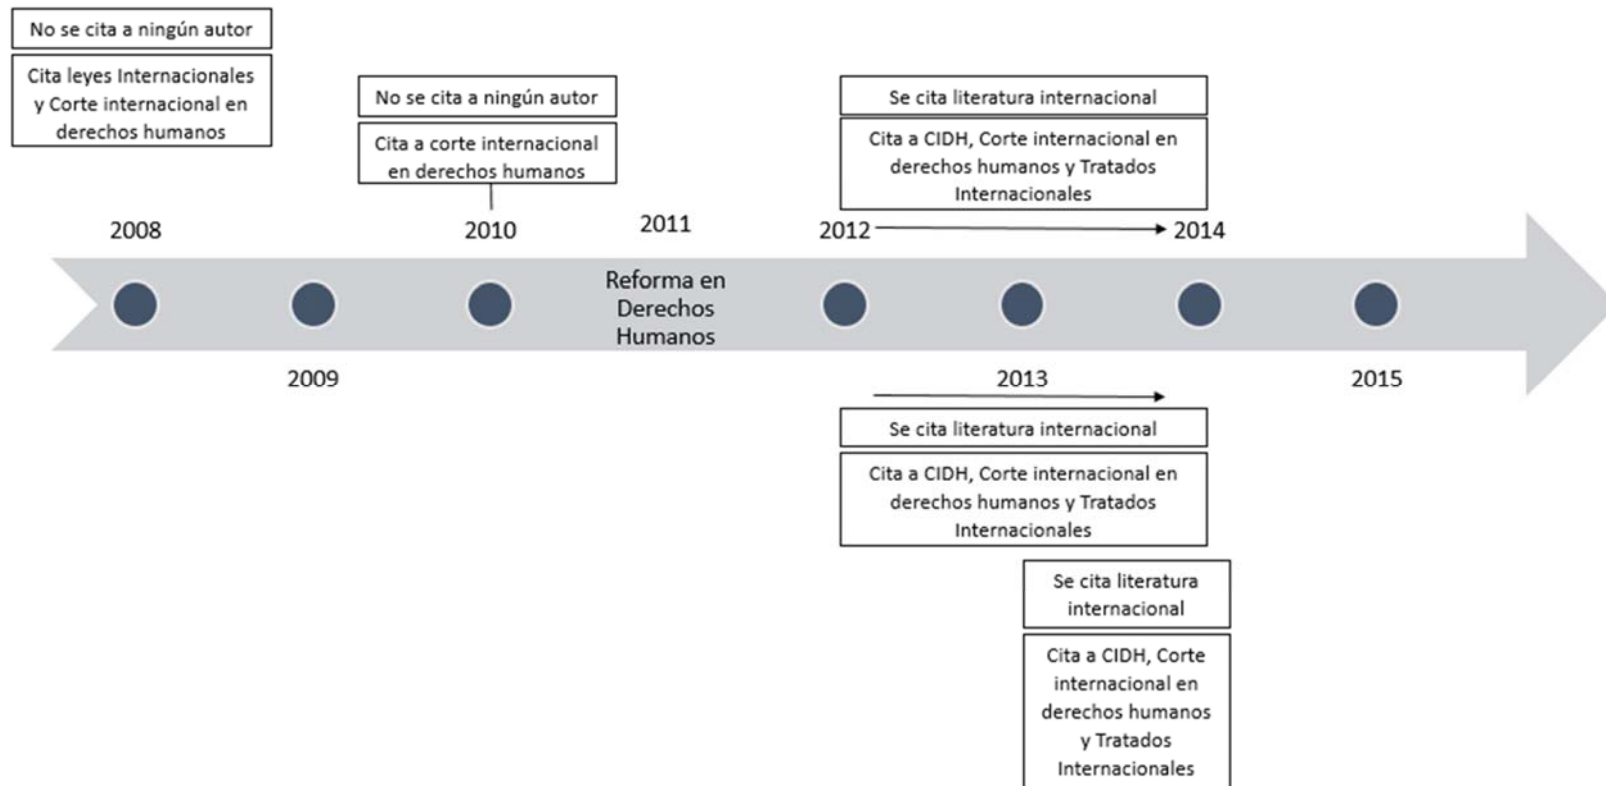 No se cita a ningún autor
Cita leyes Internacionales
y Corte internacional en
derechos humanos
No se cita a ningún autor
Cita a corte internacional
en derechos humanos
Se cita literatura internacional
Cita a CIDH, Corte internacional en
derechos humanos y Tratados
Internacionales
2008
2010
2011
2012
2014
Reforma en
Derechos
Humanos
2009
2013
2015
Se cita literatura internacional
Cita a CIDH, Corte internacional en
derechos humanos y Tratados
Internacionales
Se cita literatura
internacional
Cita a CIDH, Corte
internacional en
derechos humanos
y Tratados
Internacionales